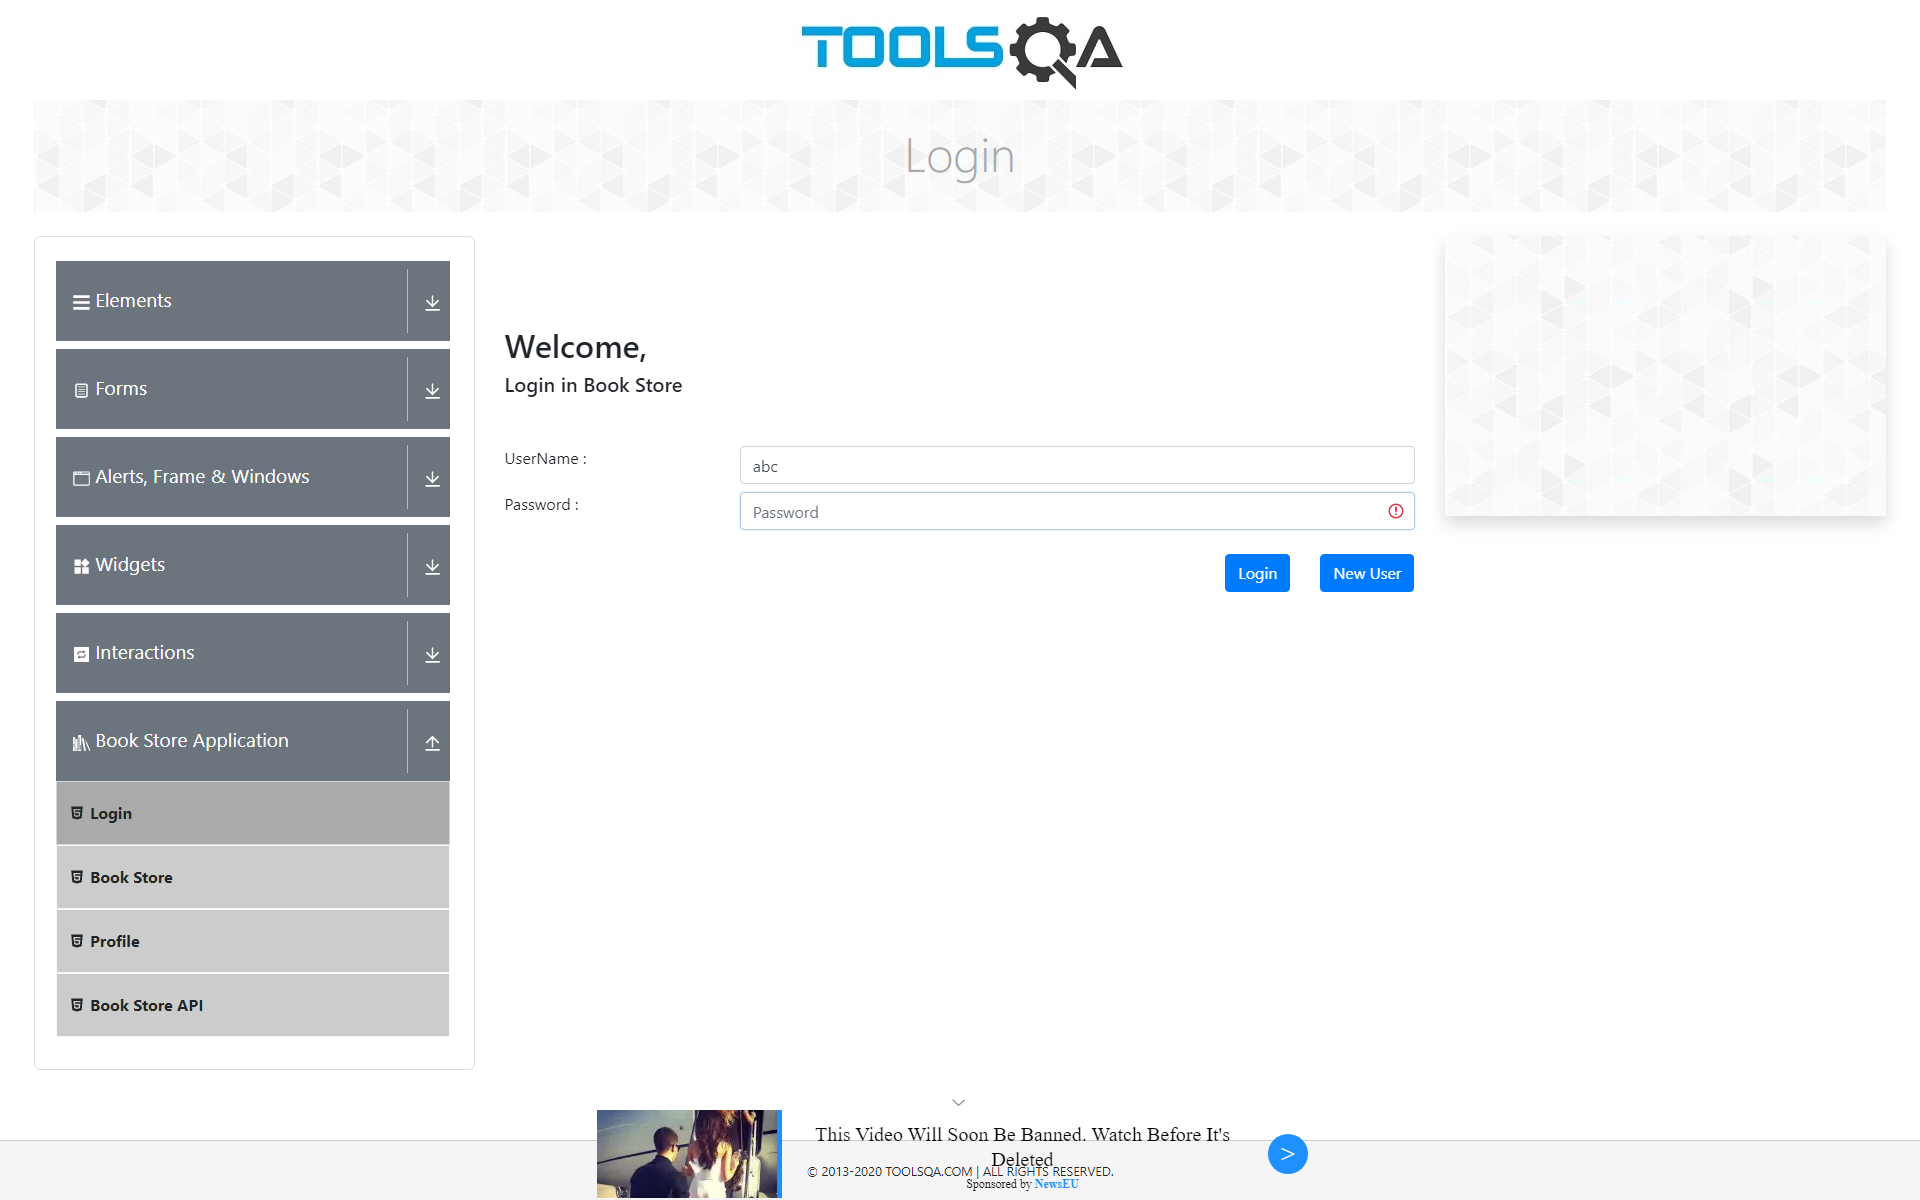 TOOLSQA
Login
Elements
Forms
Alerts, Frame & Windows
Widgets
Interactions
Book Store Application
Login
Book Store
Profile
Book Store API
Welcome,
Login in Book Store
UserName :
abc
Password :
Password
Login
New User
This Video Will Soon Be Banned. Watch Before It's
Deleted
© 2013-2020 TOOLSQA.COM | ALL RIGHTS RESERVED.
Sponsored by NewsEU
>